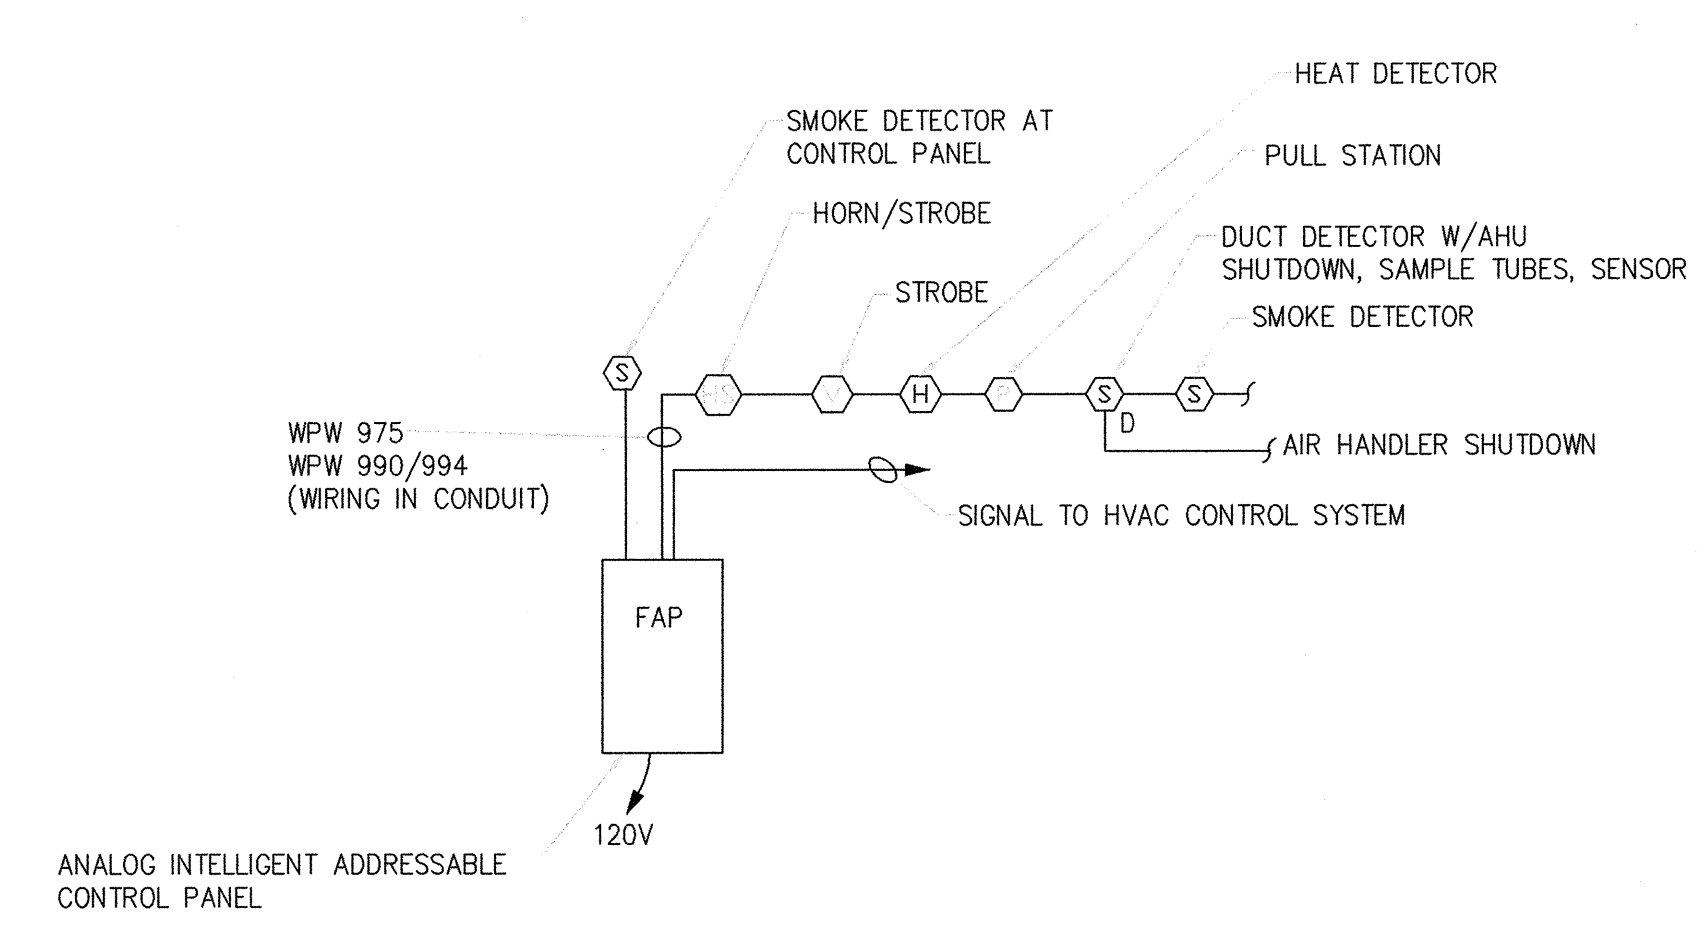 HEAT DETECTOR
SMOKE DETECTOR AT
CONTROL PANEL
PULL STATION
HORN/STROBE
DUCT DETECTOR W/AHU
SHUTDOWN, SAMPLE TUBES, SENSOR
STROBE
SMOKE DETECTOR
S
HS
V
H
P
S
S
D
WPW 975
WPW 990/994
(WIRING IN CONDUIT)
AIR HANDLER SHUTDOWN
SIGNAL TO HVAC CONTROL SYSTEM
FAP
120V
ANALOG INTELLIGENT ADDRESSABLE
CONTROL PANEL